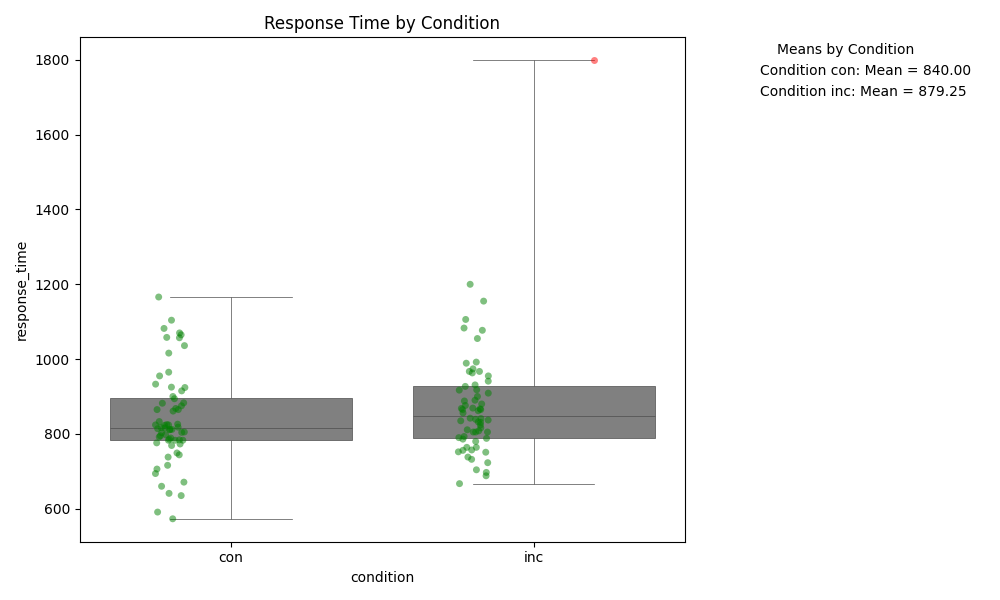 Response Time by Condition
Means by Condition
Condition con: Mean = 840.00
Condition inc: Mean = 879.25
1800
1600
1400
1200
1000
800
600
response_time
con
inc
condition